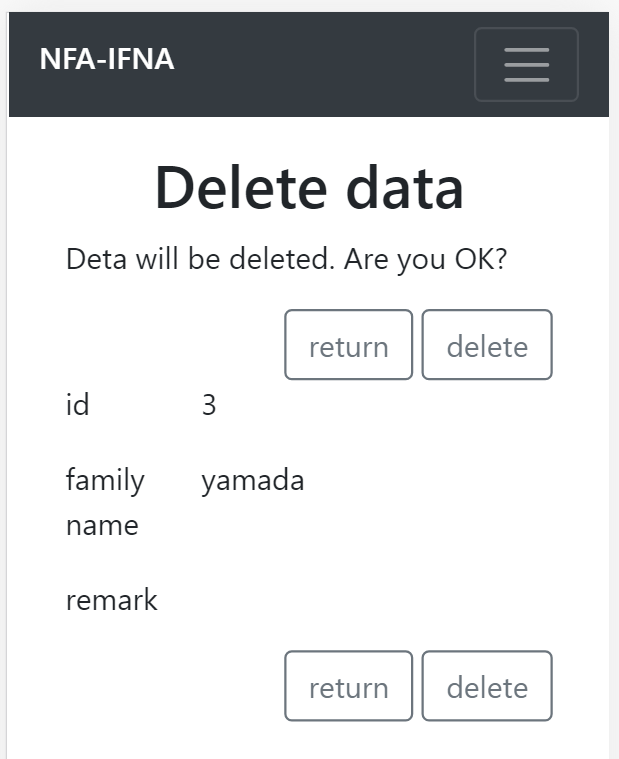 NFA-IFNA
Delete data
Deta will be deleted. Are you OK?
return delete
id 3
family yamada
name
remark
return delete